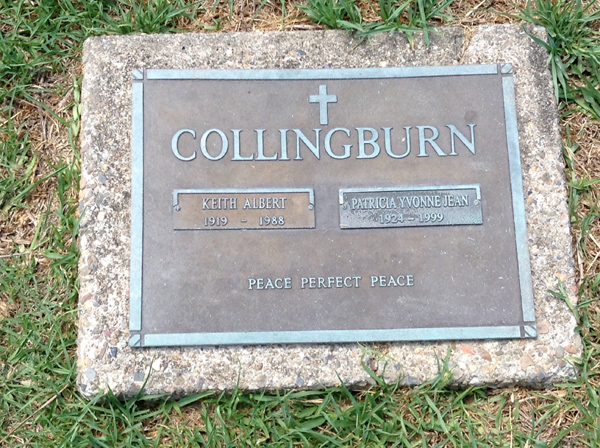 COLLINGBURN
KEITH ALBERT
1919 - 1988
PATRICIA YVONNE JEAN
1924 - 1999
PEACE PERFECT PEACE